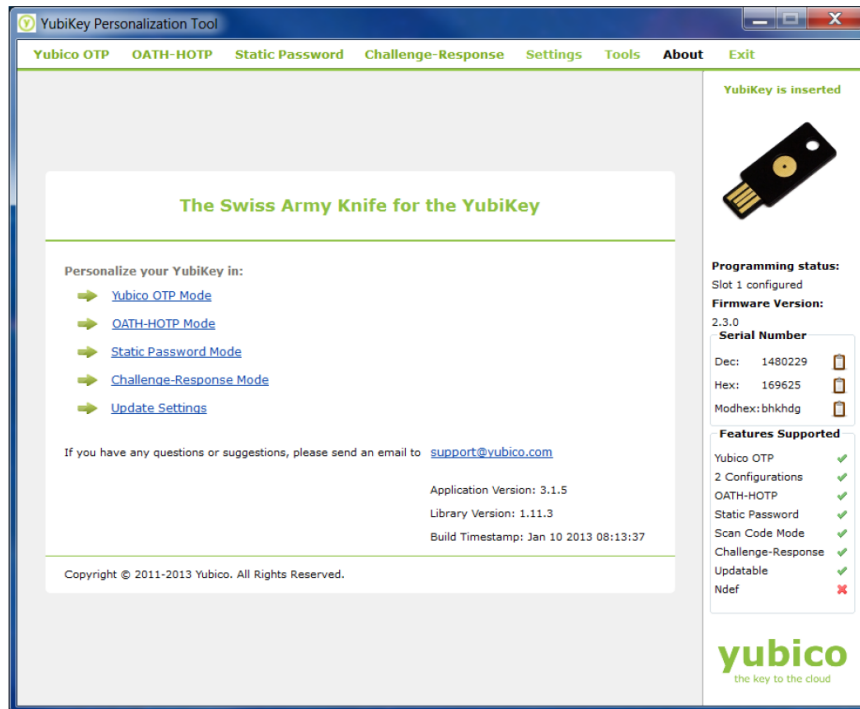 YubiKey Personalization Tool
Yubico OTP OATH-HOTP Static Password Challenge-Response Settings Tools About Exit
The Swiss Army Knife for the YubiKey
Personalize your YubiKey in:
Yubico OTP Mode
OATH-HOTP Mode
Static Password Mode
Challenge-Response Mode
Update Settings
If you have any questions or suggestions, please send an email to support@yubico.com
Application Version: 3.1.5
Library Version: 1.11.3
Build Timestamp: Jan 10 2013 08:13:37
Copyright © 2011-2013 Yubico. All Rights Reserved.
YubiKey is inserted
Programming status:
Slot 1 configured
Firmware Version:
2.3.0
Serial Number
Dec: 1480229
Hex: 169625
Modhex: bhkhdg
Features Supported
Yubico OTP
2 Configurations
OATH-HOTP
Static Password
Scan Code Mode
Challenge-Response
Updatable
Ndef
yubico
the key to the cloud